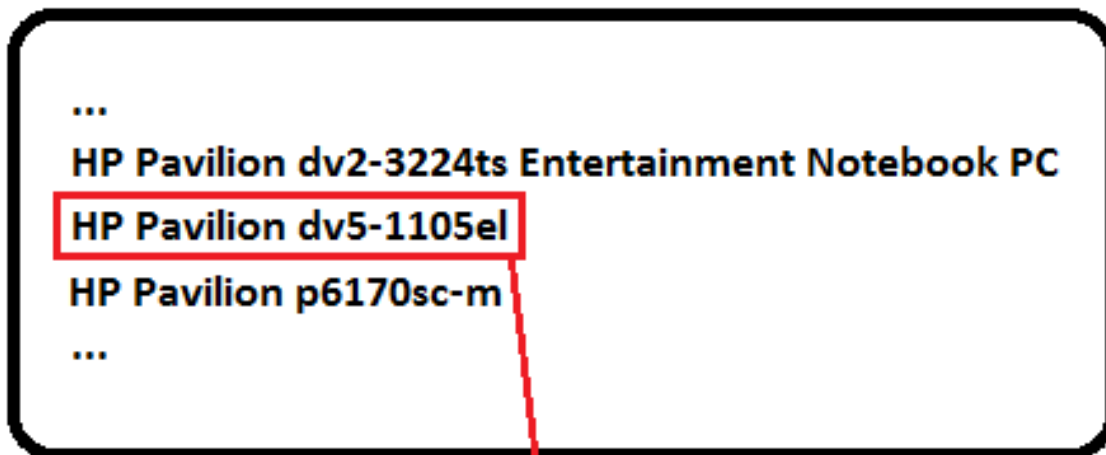 ...
HP Pavilion dv2-3224ts Entertainment Notebook PC
HP Pavilion dv5-1105el
HP Pavilion p6170sc-m
...